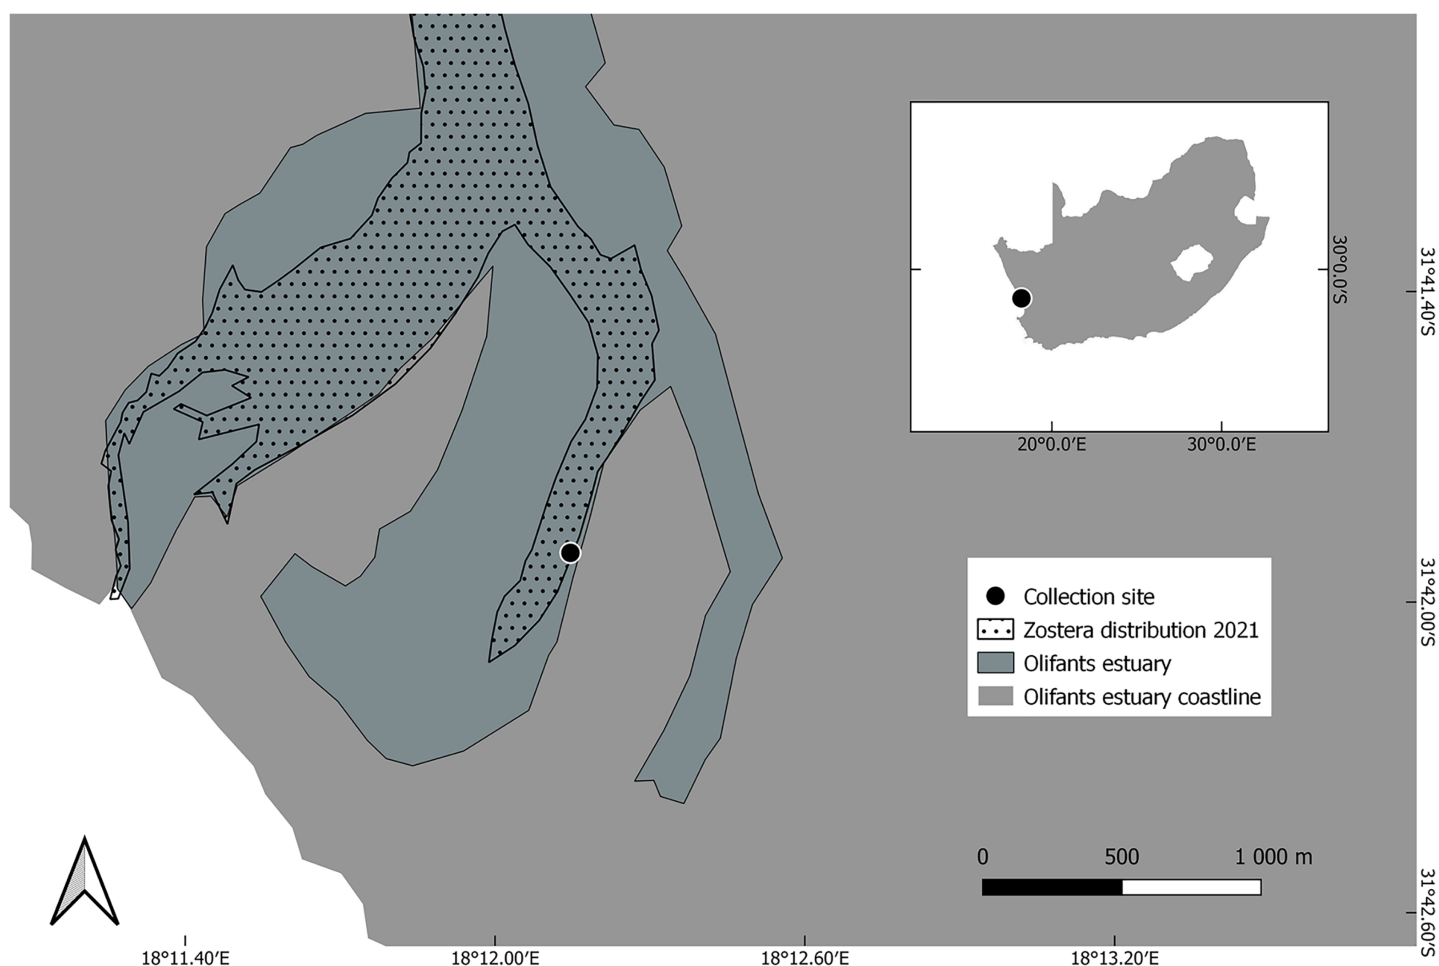 30°0.0'S
20°0.0'E
30°0.0'E
31°41.40'S
Collection site
Zostera distribution 2021
Olifants estuary
Olifants estuary coastline
31°42.00'S
0
500
1 000 m
31°42.60'S
18°11.40'E
18°12.00'E
18°12.60'E
18°13.20'E